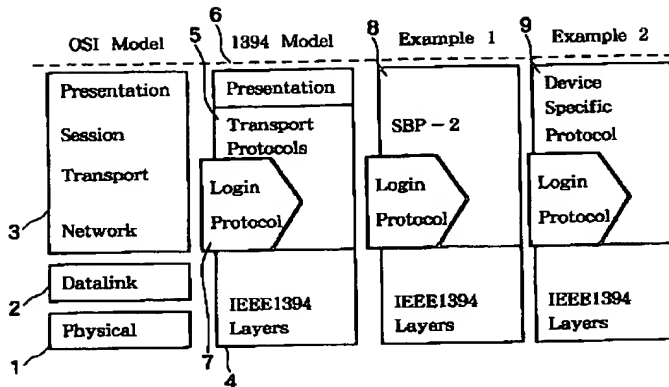 OSI Model
1394 Model
Example 1
Example 2
5
6
8
9
Presentation
Session
Transport
Network
3
Datalink
2
Physical
1
Presentation
Transport
Protocols
Login
Protocol
7
IEEE1394
Layers
4
SBP-2
Login
Protocol
IEEE1394
Layers
Device
Specific
Protocol
Login
Protocol
IEEE1394
Layers